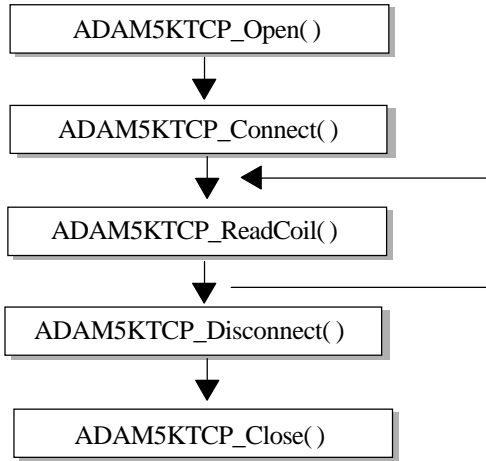 ADAM5KTCP_Open( )
ADAM5KTCP_Connect( )
ADAM5KTCP_ReadCoil( )
ADAM5KTCP_Disconnect( )
ADAM5KTCP_Close( )